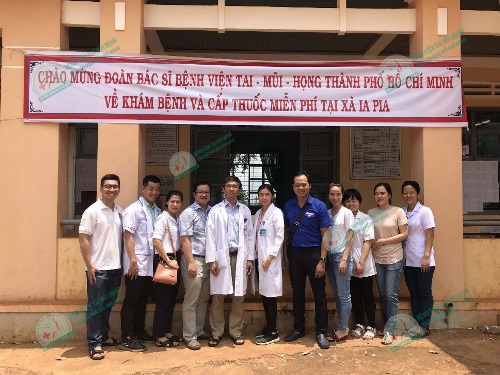 CHÀO MỪNG ĐOÀN BÁC SĨ BỆNH VIỆN TAI - MŨI - HỌNG THÀNH PHỐ HỒ CHÍ MINH
VỀ KHÁM BỆNH VÀ CẤP THUỐC MIỄN PHÍ TẠI XÃ IA PIA